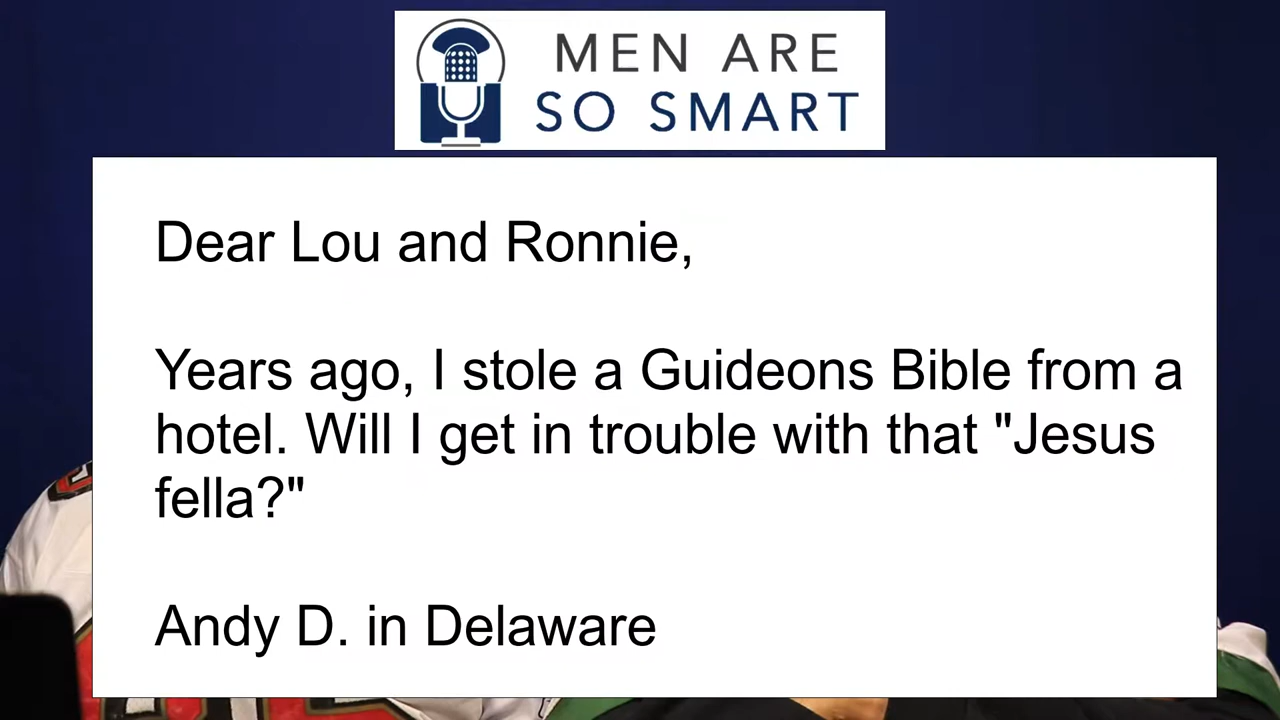 MEN ARE
SO SMART
Dear Lou and Ronnie,
Years ago, I stole a Guideons Bible from a
hotel. Will I get in trouble with that "Jesus
fella?"
Andy D. in Delaware